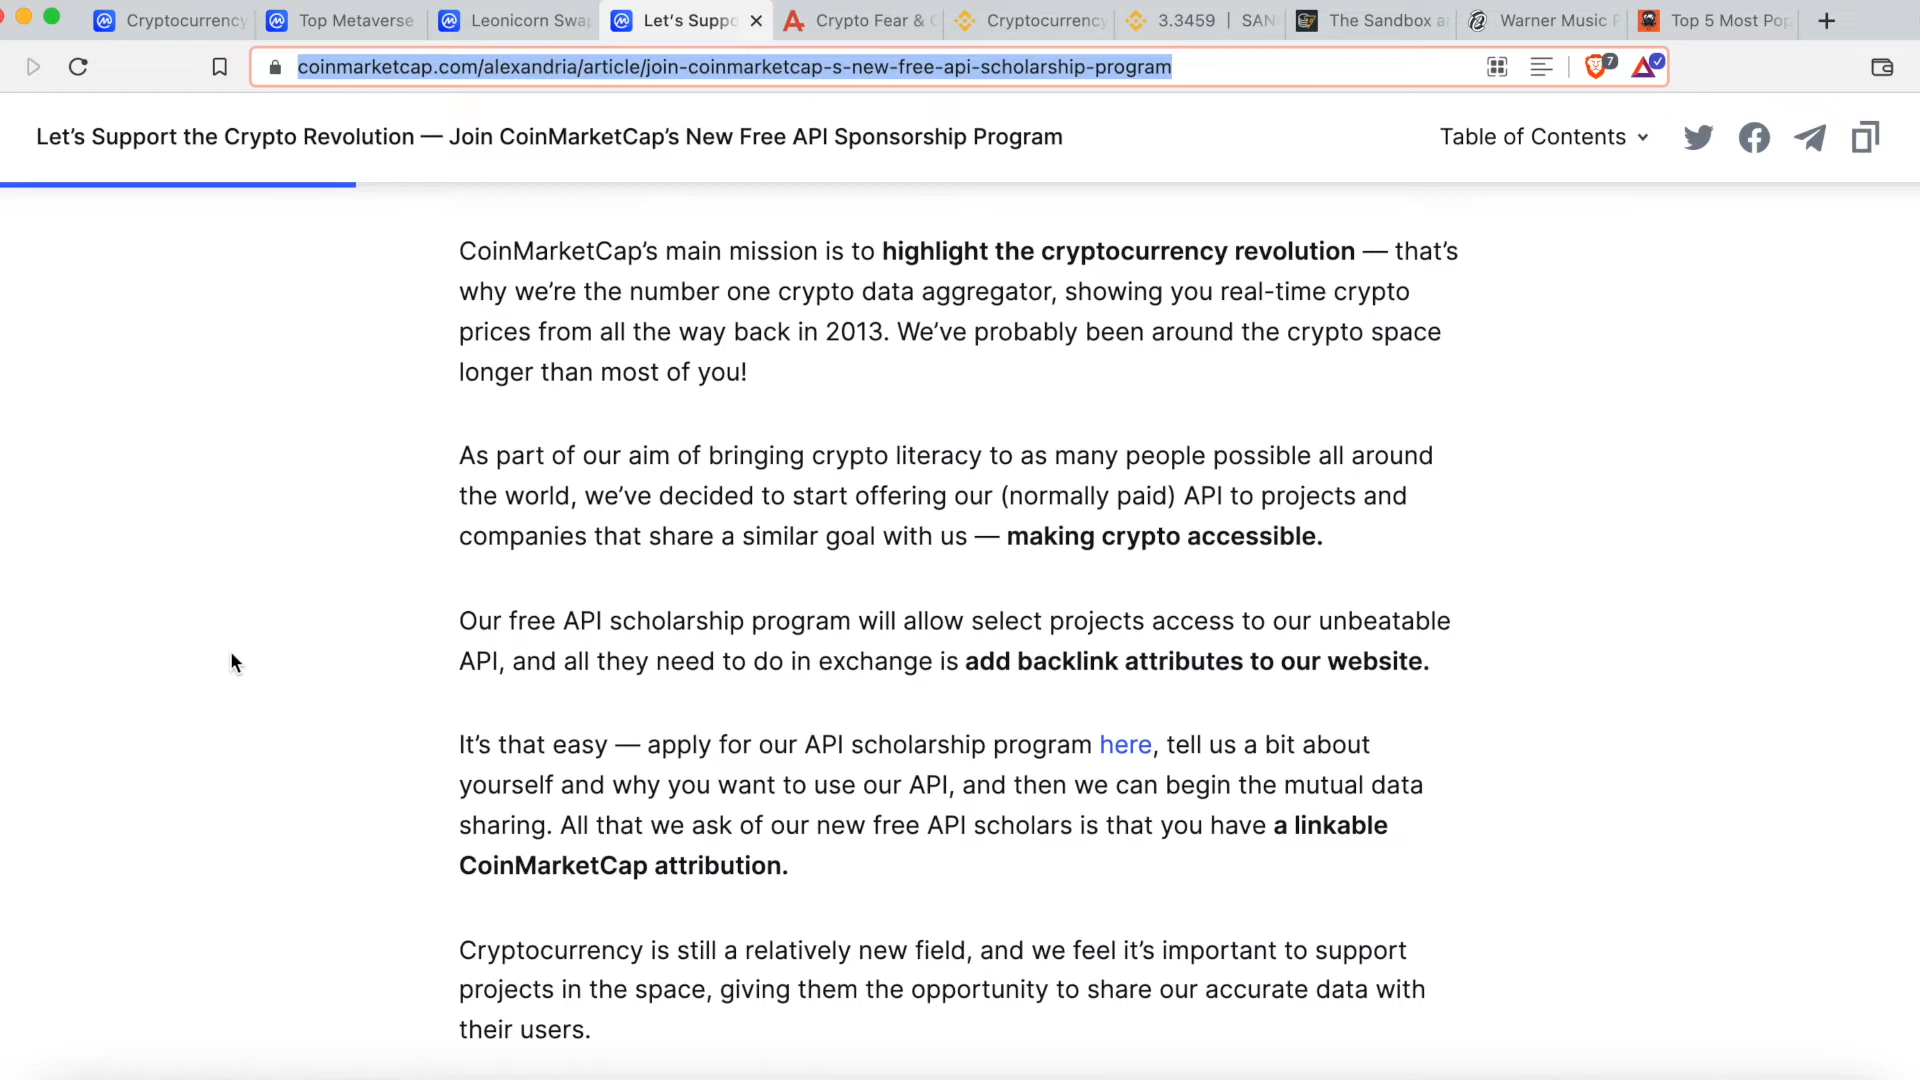 Cryptocurrency
Top Metaverse
Leonicorn Swa
Let's Suppo
Crypto Fear &
Cryptocurrency
3.3459 | SAN
The Sandbox a
Warner Music P
Top 5 Most Pop
coinmarketcap.com/alexandria/article/join-coinmarketcap-s-new-free-api-scholarship-program
7
Let's Support the Crypto Revolution — Join CoinMarketCap's New Free API Sponsorship Program
Table of Contents
CoinMarketCap's main mission is to highlight the cryptocurrency revolution — that's
why we're the number one crypto data aggregator, showing you real-time crypto
prices from all the way back in 2013. We've probably been around the crypto space
longer than most of you!
As part of our aim of bringing crypto literacy to as many people possible all around
the world, we've decided to start offering our (normally paid) API to projects and
companies that share a similar goal with us — making crypto accessible.
Our free API scholarship program will allow select projects access to our unbeatable
API, and all they need to do in exchange is add backlink attributes to our website.
It's that easy — apply for our API scholarship program here, tell us a bit about
yourself and why you want to use our API, and then we can begin the mutual data
sharing. All that we ask of our new free API scholars is that you have a linkable
CoinMarketCap attribution.
Cryptocurrency is still a relatively new field, and we feel it's important to support
projects in the space, giving them the opportunity to share our accurate data with
their users.